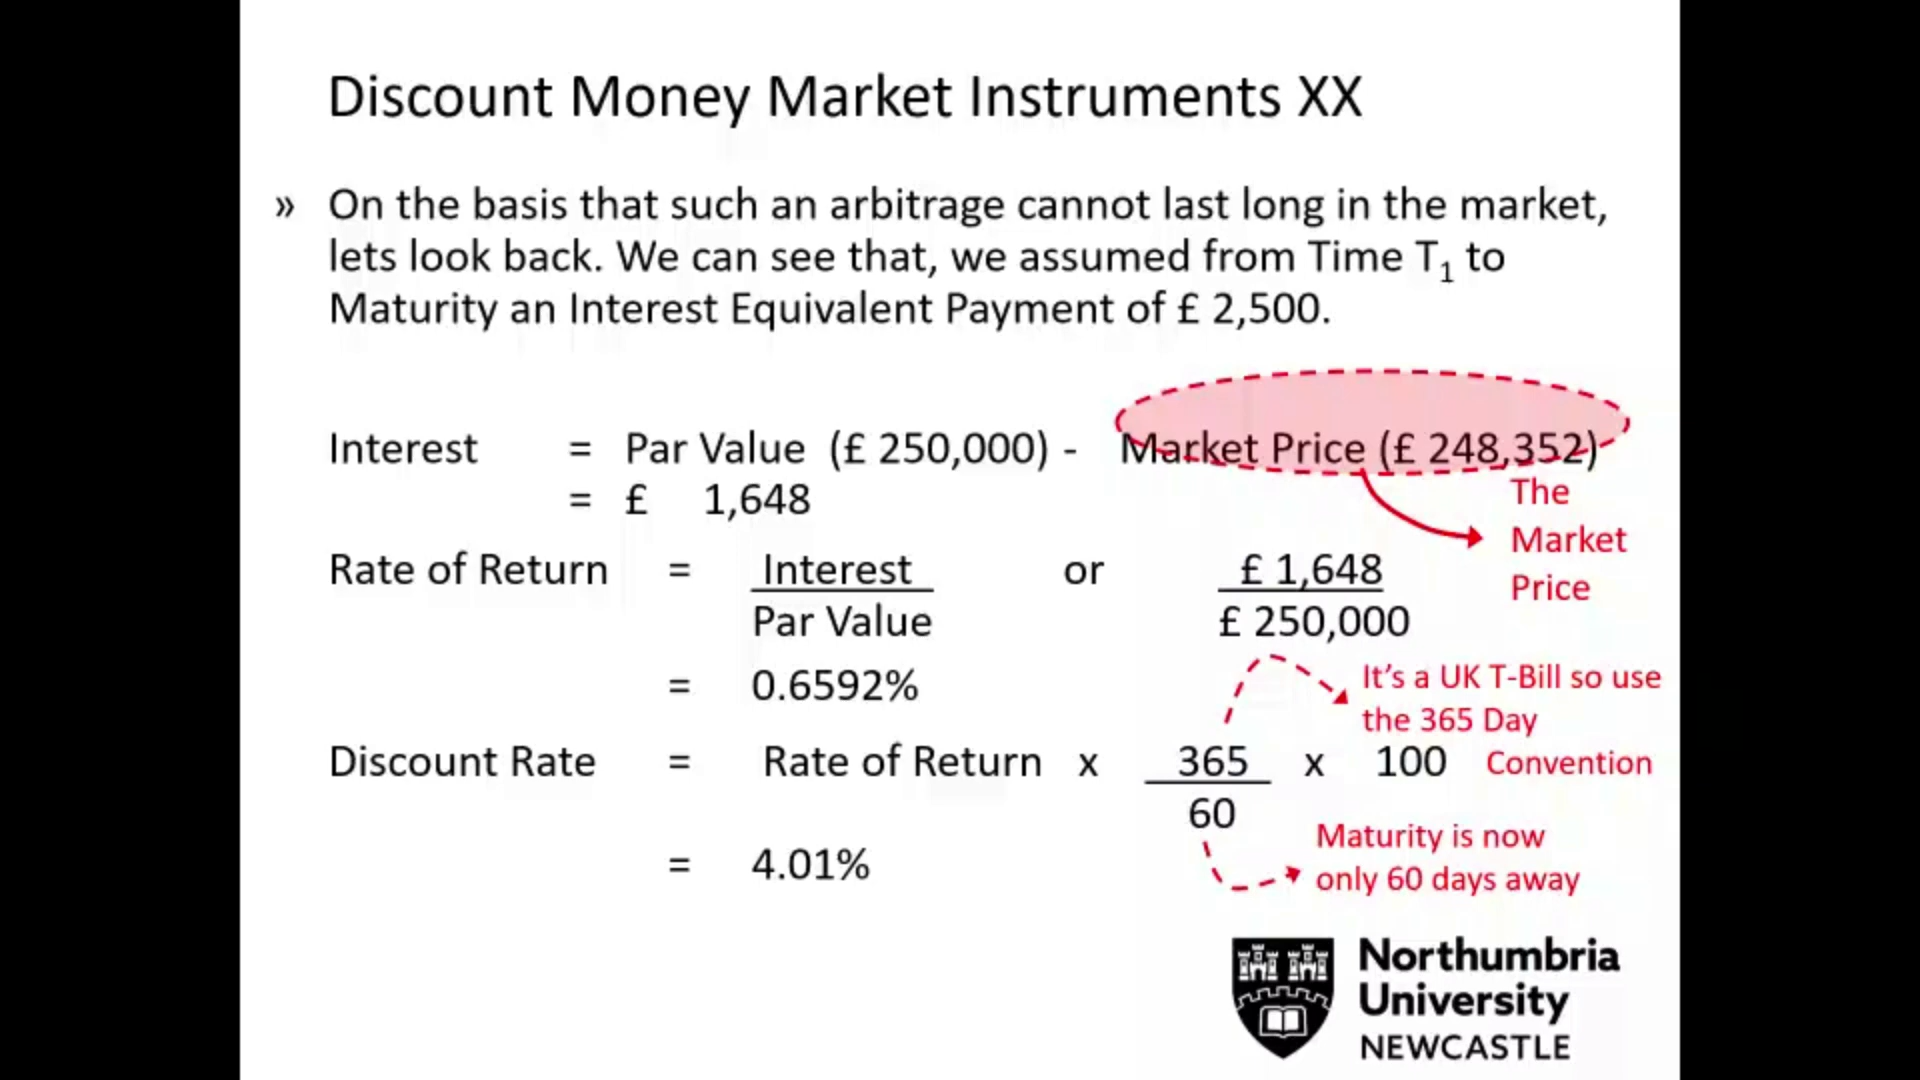 Discount Money Market Instruments XX
» On the basis that such an arbitrage cannot last long in the market,
lets look back. We can see that, we assumed from Time T1 to
Maturity an Interest Equivalent Payment of £ 2,500.
Interest = Par Value (£ 250,000) - Market Price (£ 248,352)
= £ 1,648
The
Market
Price
Rate of Return = Interest or £ 1,648
Par Value £ 250,000
= 0.6592%
It's a UK T-Bill so use
the 365 Day
Convention
Discount Rate = Rate of Return x 365 x 100
60
= 4.01%
Maturity is now
only 60 days away
Northumbria
University
NEWCASTLE